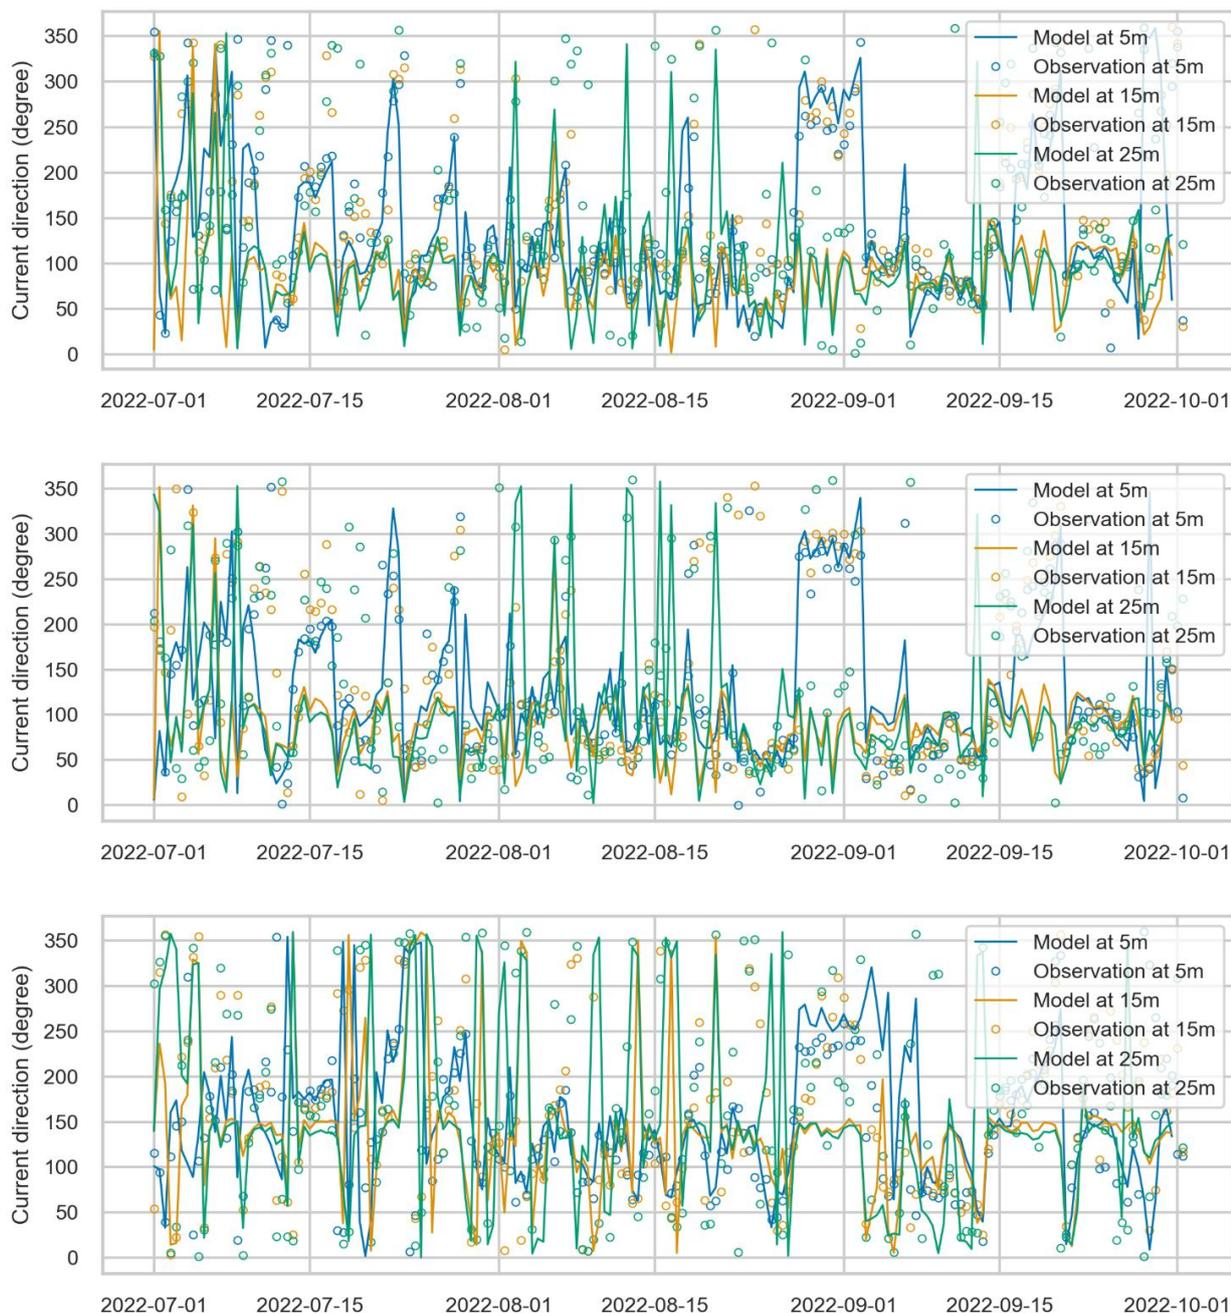 Current direction (degree)
350
300
250
200
150
100
50
0
Model at 5m
Observation at 5m
Model at 15m
Observation at 15m
Model at 25m
Observation at 25m
2022-07-01 2022-07-15 2022-08-01 2022-08-15 2022-09-01 2022-09-15 2022-10-01
Current direction (degree)
350
300
250
200
150
100
50
0
Model at 5m
Observation at 5m
Model at 15m
Observation at 15m
Model at 25m
Observation at 25m
2022-07-01 2022-07-15 2022-08-01 2022-08-15 2022-09-01 2022-09-15 2022-10-01
Current direction (degree)
350
300
250
200
150
100
50
0
Model at 5m
Observation at 5m
Model at 15m
Observation at 15m
Model at 25m
Observation at 25m
2022-07-01 2022-07-15 2022-08-01 2022-08-15 2022-09-01 2022-09-15 2022-10-01